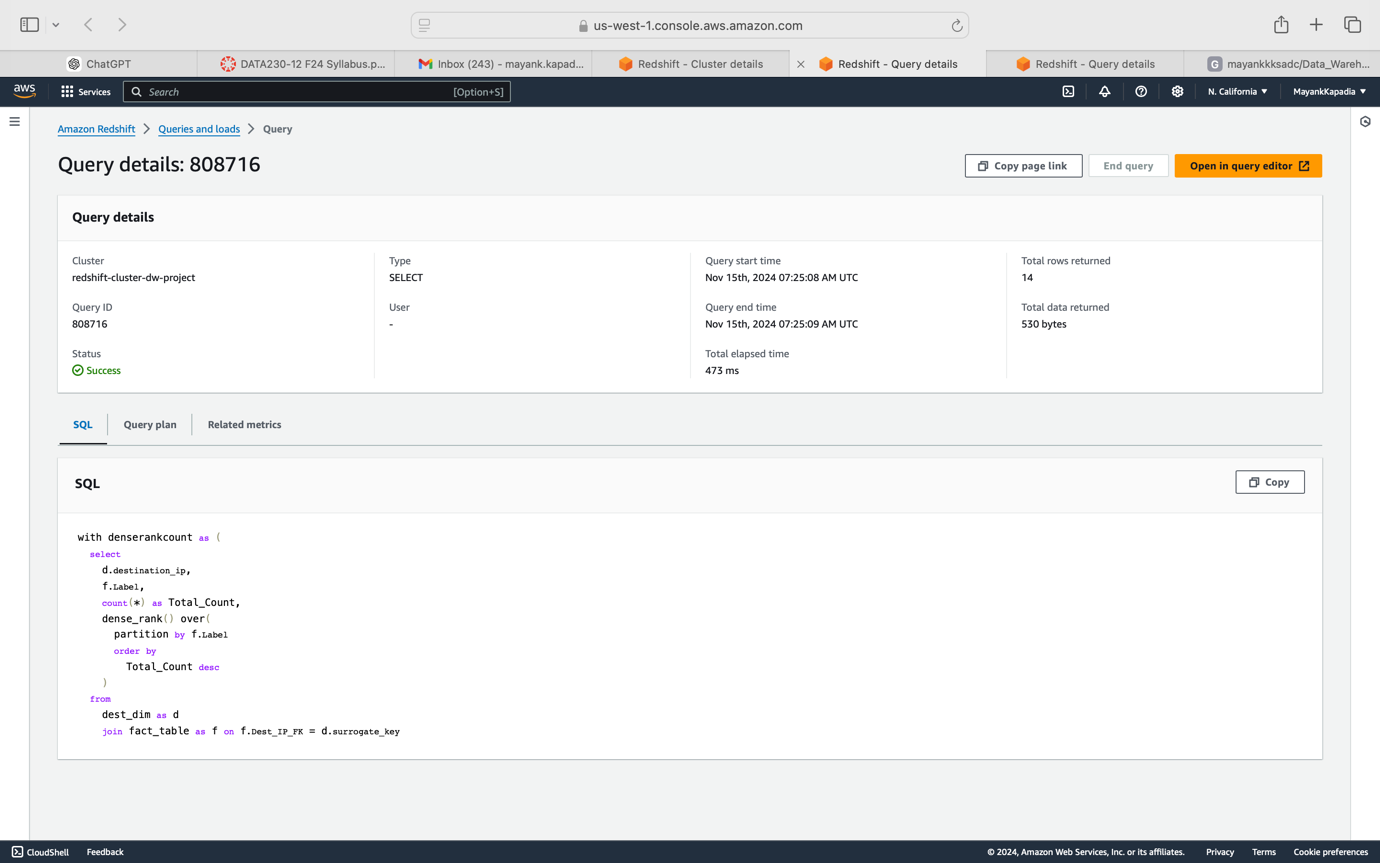 us-west-1.console.aws.amazon.com
ChatGPT
DATA230-12 F24 Syllabus.p...
Inbox (243) - mayank.kapad...
Redshift - Cluster details
Redshift - Query details
Redshift - Query details
G mayankkksadc/Data_Wareh...
aws
Services
Search
[Option+S]
N. California
MayankKapadia
Amazon Redshift
Queries and loads
Query
Query details: 808716
Copy page link
End query
Open in query editor
Query details
Cluster
redshift-cluster-dw-project
Query ID
808716
Status
Success
Type
SELECT
User
-
Query start time
Nov 15th, 2024 07:25:08 AM UTC
Query end time
Nov 15th, 2024 07:25:09 AM UTC
Total elapsed time
473 ms
Total rows returned
14
Total data returned
530 bytes
SQL
Query plan
Related metrics
SQL
Copy
with denserankcount as (
select
d.destination_ip,
f.Label,
count(*) as Total_Count,
dense_rank() over(
partition by f.Label
order by
Total_Count desc
)
from
dest_dim as d
join fact_table as f on f.Dest_IP_FK = d.surrogate_key
CloudShell
Feedback
© 2024, Amazon Web Services, Inc. or its affiliates.
Privacy
Terms
Cookie preferences